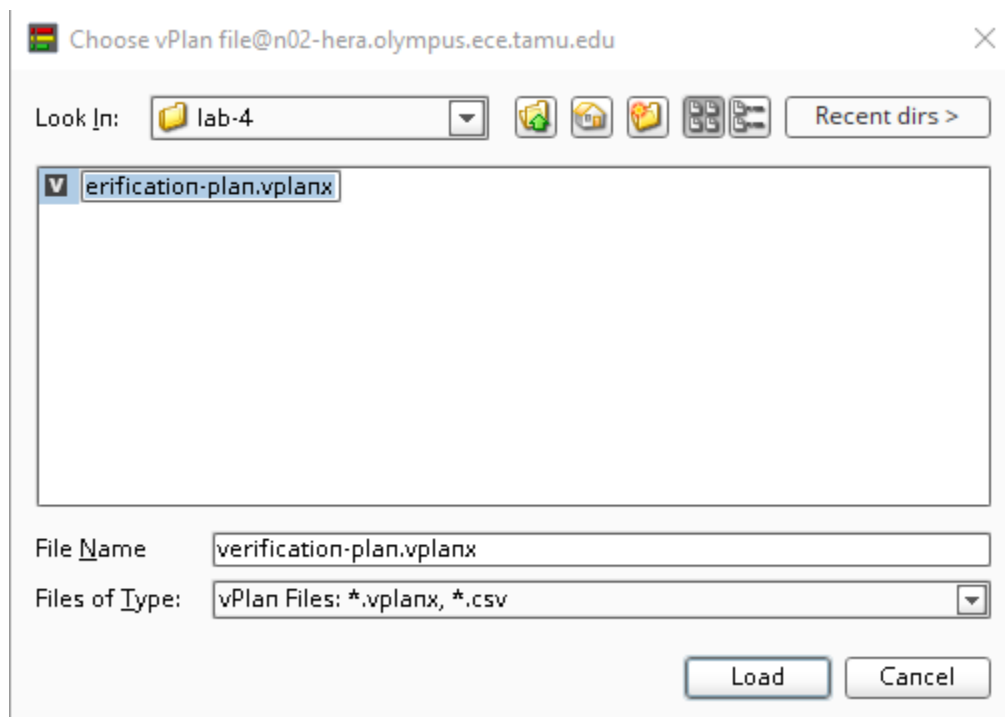 Choose vPlan file@n02-hera.olympus.ece.tamu.edu
Look In: lab-4 Recent dirs >
V erification-plan.vplanx
File Name verification-plan.vplanx
Files of Type: vPlan Files: *.vplanx, *.csv
Load Cancel